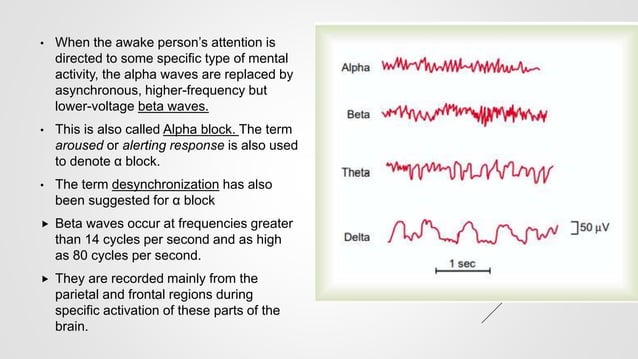 • When the awake person’s attention is
directed to some specific type of mental
activity, the alpha waves are replaced by
asynchronous, higher-frequency but
lower-voltage beta waves.
• This is also called Alpha block. The term
aroused or alerting response is also used
to denote α block.
• The term desynchronization has also
been suggested for α block
▶ Beta waves occur at frequencies greater
than 14 cycles per second and as high
as 80 cycles per second.
▶ They are recorded mainly from the
parietal and frontal regions during
specific activation of these parts of the
brain.
Alpha
Beta
Theta
Delta
50 μV
1 sec